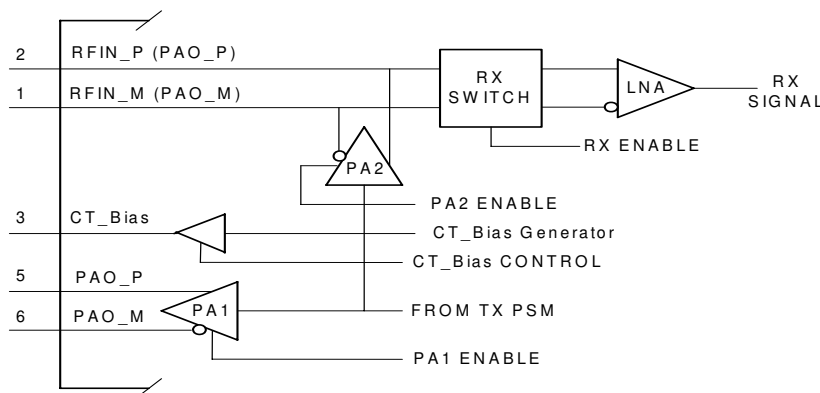 2 RFIN_P (PAO_P)
1 RFIN_M (PAO_M)
RX
SWITCH
LNA
RX
SIGNAL
RX ENABLE
PA2
PA2 ENABLE
3 CT_Bias
CT_Bias Generator
CT_Bias CONTROL
5 PAO_P
PA1
FROM TX PSM
6 PAO_M
PA1 ENABLE